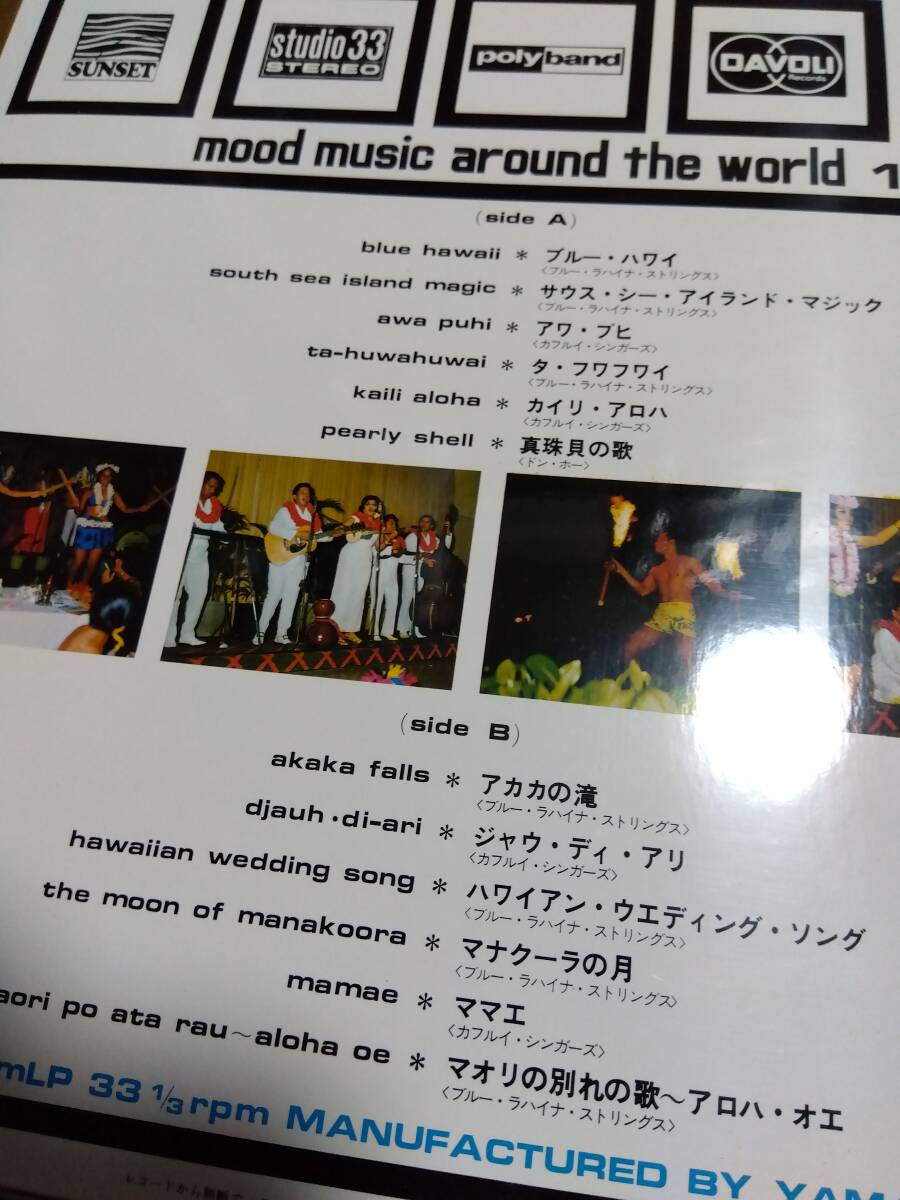 SUNSET
studio 33
STEREO
polyband
DAVOLI
Records
mood music around the world 1
(side A)
blue hawaii * ブルー・ハワイ
〈ブルー・ラハイナ・ストリングス〉
south sea island magic * サウス・シー・アイランド・マジック
〈ブルー・ラハイナ・ストリングス〉
awa puhi * アワ・プヒ
〈カフルイ・シンガーズ〉
ta-huwahuwai * タ・フワフワイ
〈ブルー・ラハイナ・ストリングス〉
kaili aloha * カイリ・アロハ
〈カフルイ・シンガーズ〉
pearly shell * 真珠貝の歌
〈ドン・ホー〉
(side B)
akaka falls * アカカの滝
〈ブルー・ラハイナ・ストリングス〉
djauh・di-ari * ジャウ・ディ・アリ
〈カフルイ・シンガーズ〉
hawaiian wedding song * ハワイアン・ウエディング・ソング
〈ブルー・ラハイナ・ストリングス〉
the moon of manakoora * マナクーラの月
〈ブルー・ラハイナ・ストリングス〉
mamae * ママエ
〈カフルイ・シンガーズ〉
aori po ata rau～aloha oe * マオリの別れの歌～アロハ・オエ
〈ブルー・ラハイナ・ストリングス〉
mLP 33 1/3 rpm MANUFACTURED BY YAM
レコードから無断で